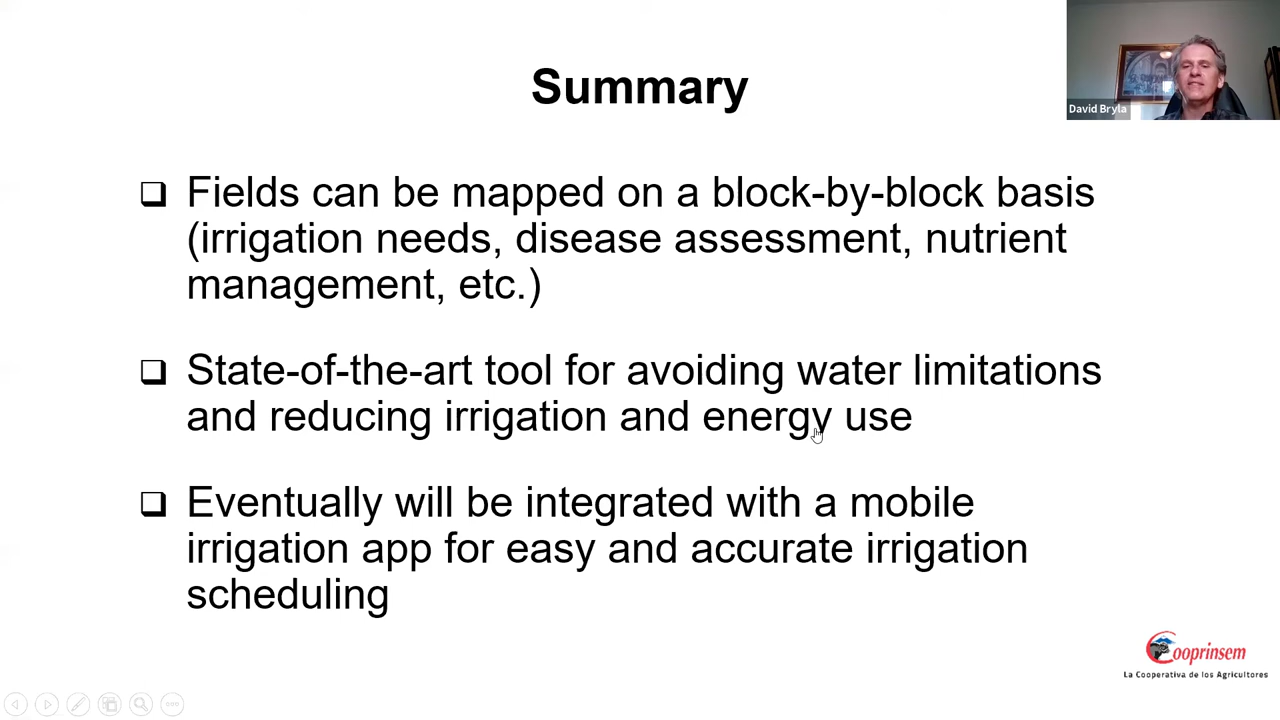 Summary
David Bryla
Fields can be mapped on a block-by-block basis
(irrigation needs, disease assessment, nutrient
management, etc.)
State-of-the-art tool for avoiding water limitations
and reducing irrigation and energy use
Eventually will be integrated with a mobile
irrigation app for easy and accurate irrigation
scheduling
Cooprinsem
La Cooperativa de los Agricultores